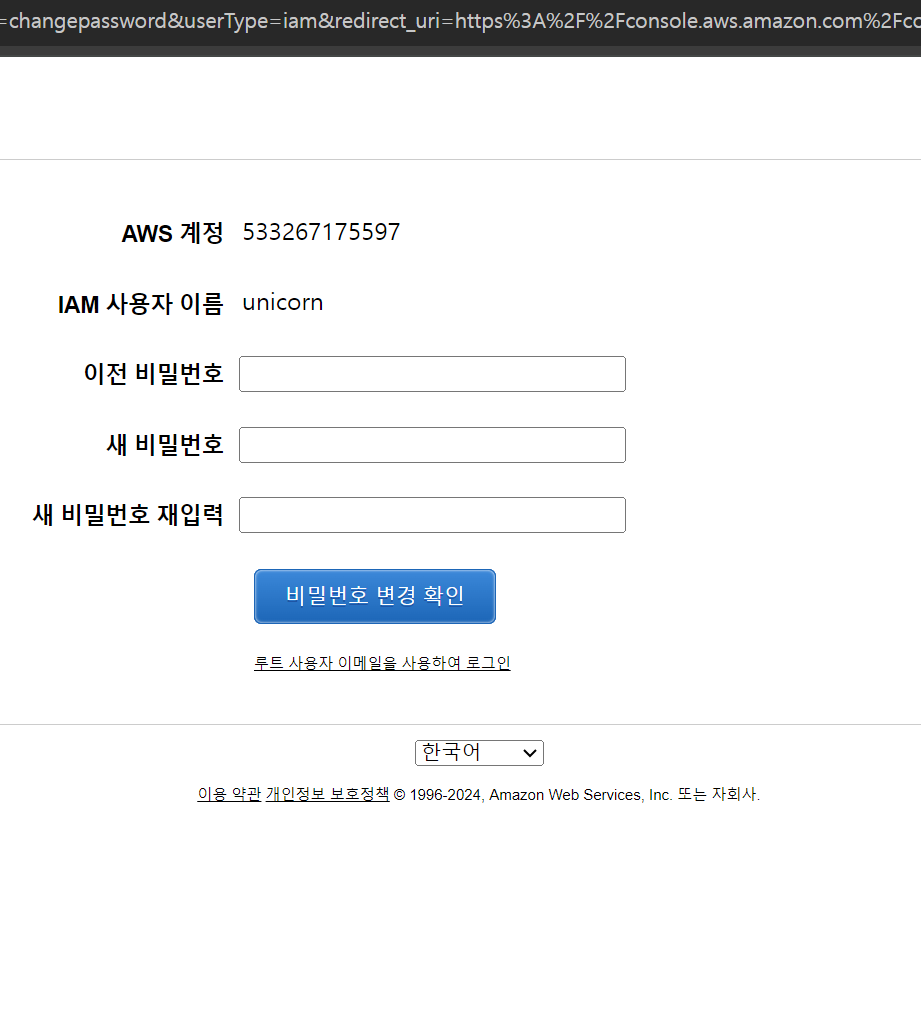 =changepassword&userType=iam&redirect_uri=https%3A%2F%2Fconsole.aws.amazon.com%2Fco
AWS 계정 533267175597
IAM 사용자 이름 unicorn
이전 비밀번호
새 비밀번호
새 비밀번호 재입력
비밀번호 변경 확인
루트 사용자 이메일을 사용하여 로그인
한국어
이용 약관 개인정보 보호정책 © 1996-2024, Amazon Web Services, Inc. 또는 자회사.